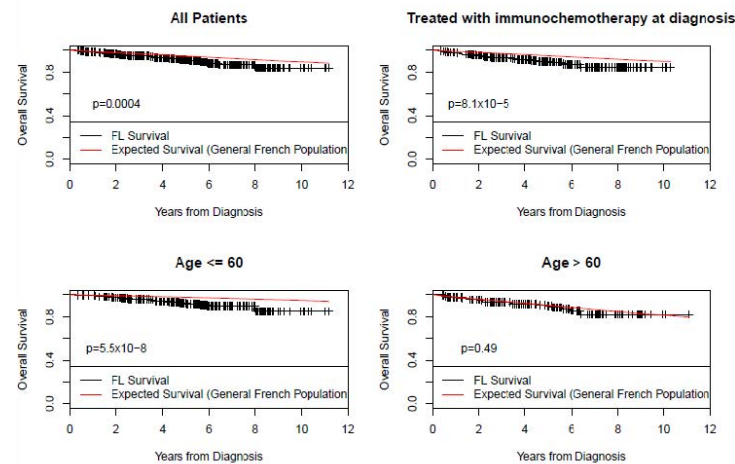 All Patients
Overall Survival
0.8
0.4
0.0
p=0.0004
FL Survival
Expected Survival (General French Population
0 2 4 6 8 10 12
Years from Diagnosis
Treated with immunochemotherapy at diagnosis
Overall Survival
0.8
0.4
0.0
p=8.1x10−5
FL Survival
Expected Survival (General French Population
0 2 4 6 8 10 12
Years from Diagnosis
Age <= 60
Overall Survival
0.8
0.4
0.0
p=5.5x10−8
FL Survival
Expected Survival (General French Population
0 2 4 6 8 10 12
Years from Diagnosis
Age > 60
Overall Survival
0.8
0.4
0.0
p=0.49
FL Survival
Expected Survival (General French Population
0 2 4 6 8 10 12
Years from Diagnosis